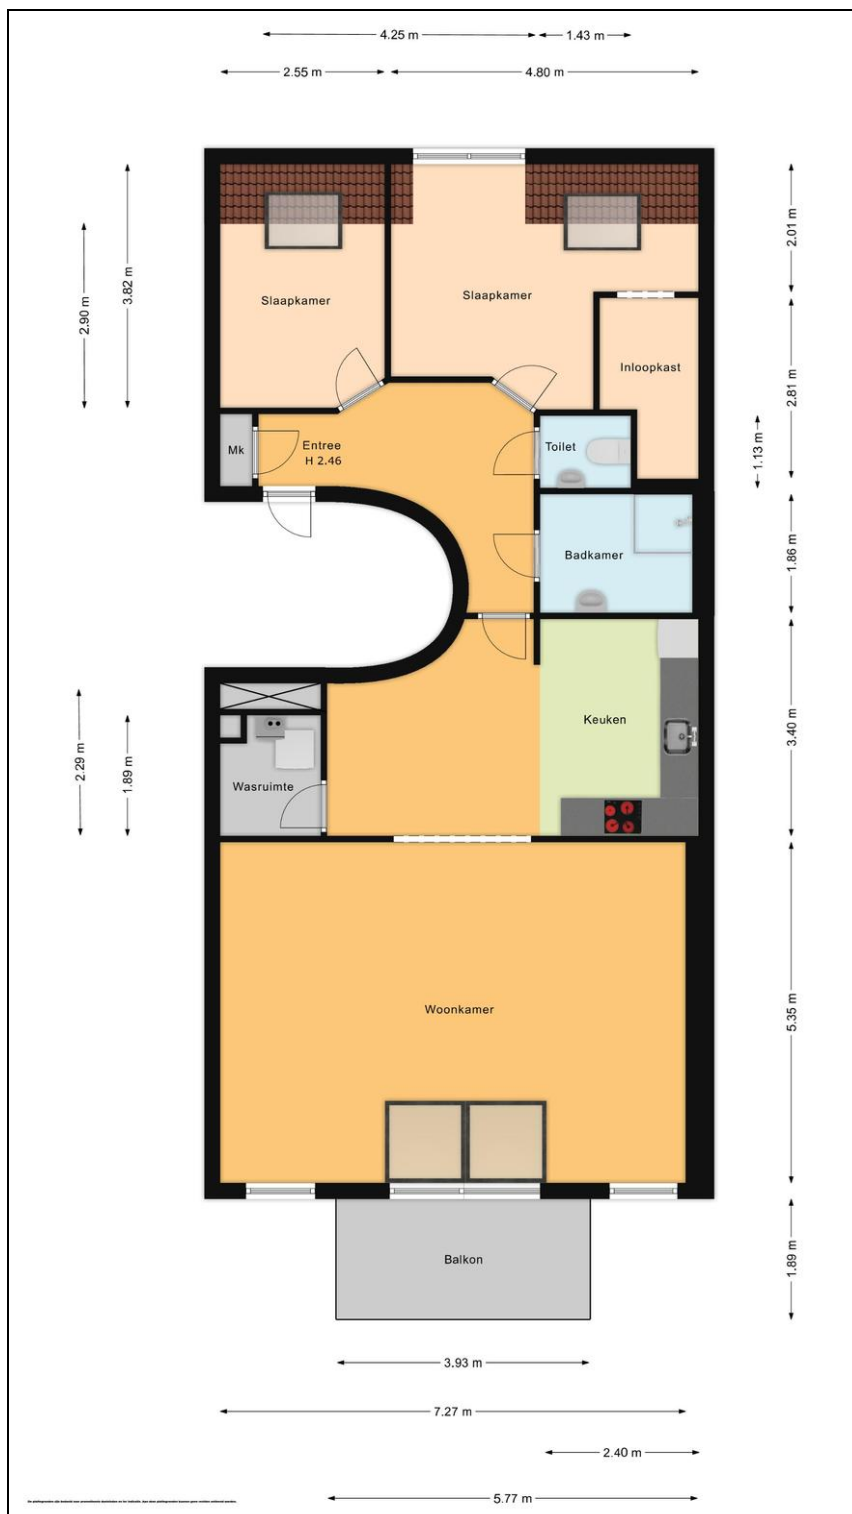 4.25 m
1.43 m
2.55 m
4.80 m
2.01 m
3.82 m
2.90 m
Slaapkamer
Slaapkamer
Inloopkast
2.81 m
Mk
Entree
H 2.46
Toilet
1.13 m
Badkamer
1.86 m
Keuken
3.40 m
2.29 m
1.89 m
Wasruimte
Woonkamer
5.35 m
Balkon
1.89 m
3.93 m
7.27 m
2.40 m
5.77 m